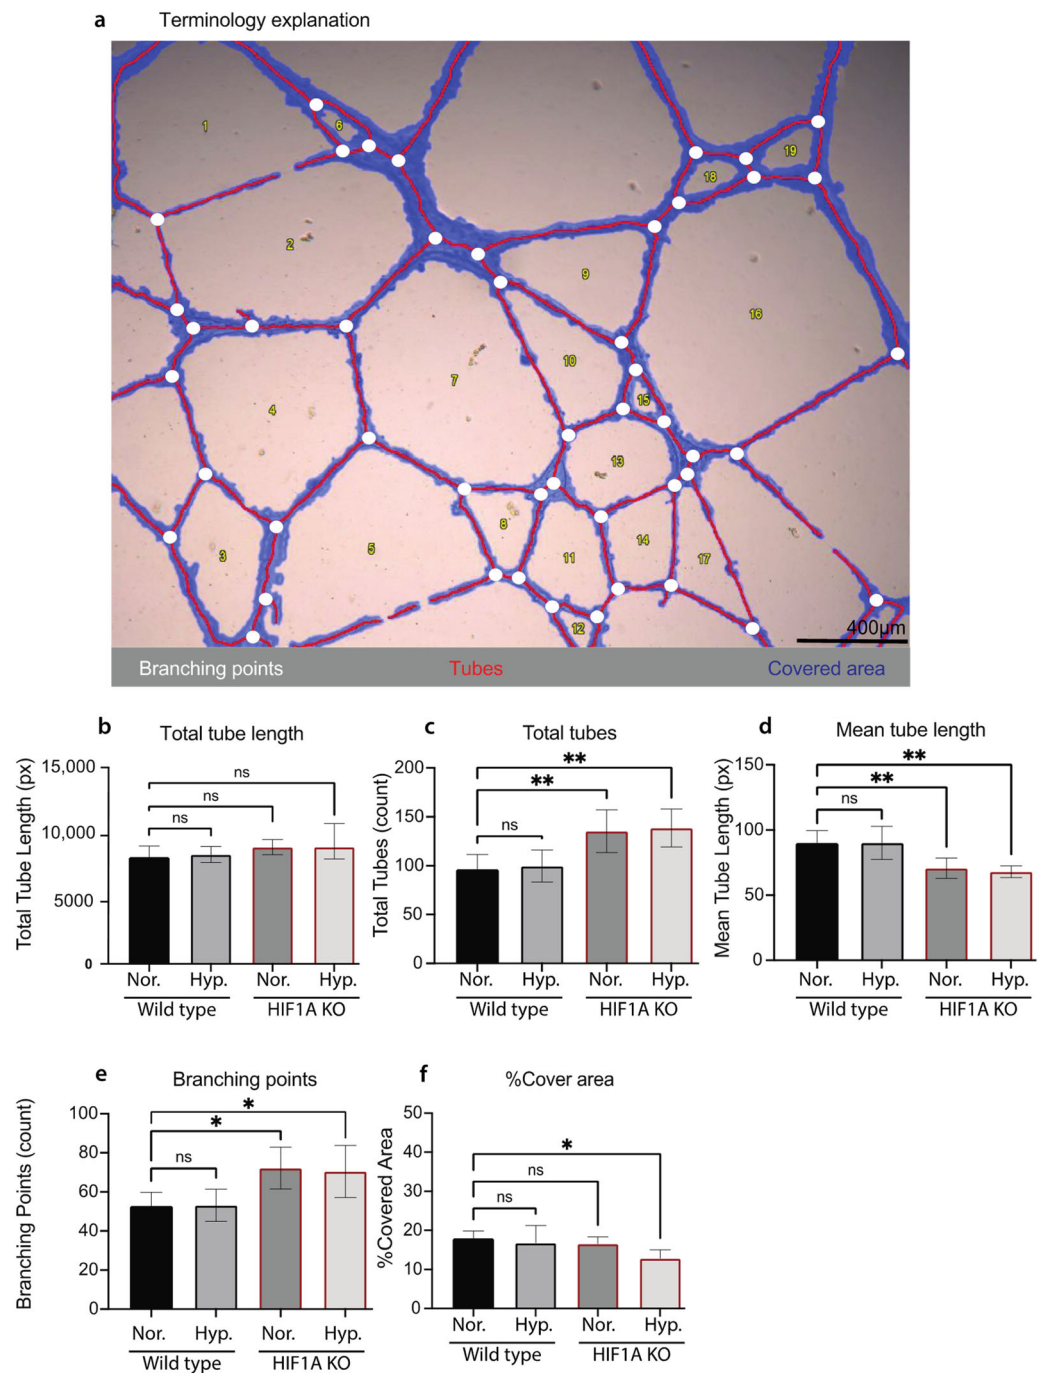 a Terminology explanation
1
6
19
18
2
9
16
10
7
15
4
13
8
14
3
5
11
17
12
400μm
Branching points Tubes Covered area
b Total tube length
Total Tube Length (px)
15,000
10,000
5000
0
ns
ns
ns
Nor. Hyp. Nor. Hyp.
Wild type HIF1A KO
c Total tubes
Total Tubes (count)
200
150
100
50
0
**
**
ns
Nor. Hyp. Nor. Hyp.
Wild type HIF1A KO
d Mean tube length
Mean Tube Length (px)
150
100
50
0
**
**
ns
Nor. Hyp. Nor. Hyp.
Wild type HIF1A KO
e Branching points
Branching Points (count)
100
80
60
40
20
0
*
*
ns
Nor. Hyp. Nor. Hyp.
Wild type HIF1A KO
f %Cover area
%Covered Area
50
40
30
20
10
0
*
ns
ns
Nor. Hyp. Nor. Hyp.
Wild type HIF1A KO